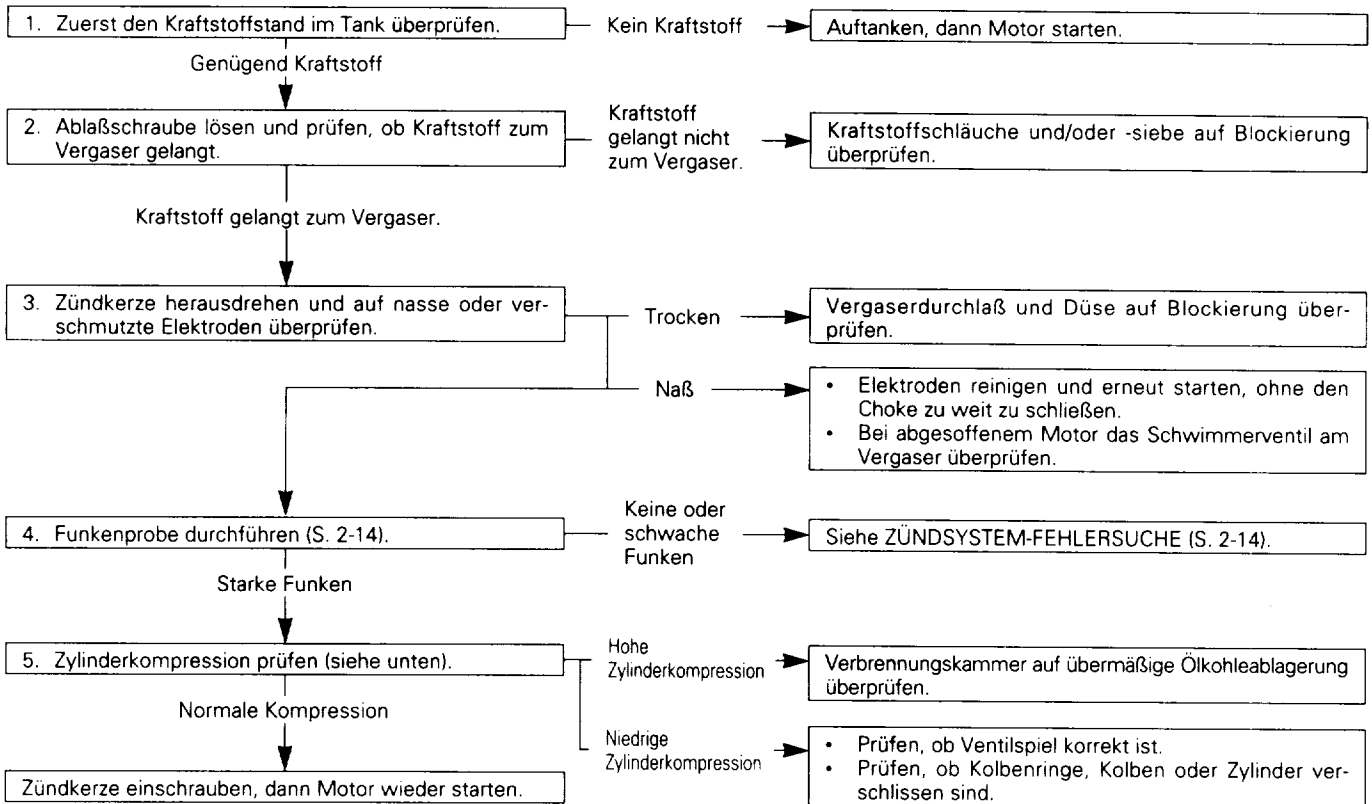 1. Zuerst den Kraftstoffstand im Tank überprüfen.
Kein Kraftstoff
Auftanken, dann Motor starten.
Genügend Kraftstoff
2. Ablaßschraube lösen und prüfen, ob Kraftstoff zum
Vergaser gelangt.
Kraftstoff
gelangt nicht
zum Vergaser.
Kraftstoffschläuche und/oder -siebe auf Blockierung
überprüfen.
Kraftstoff gelangt zum Vergaser.
3. Zündkerze herausdrehen und auf nasse oder ver-
schmutzte Elektroden überprüfen.
Trocken
Vergaserdurchlaß und Düse auf Blockierung über-
prüfen.
Naß
• Elektroden reinigen und erneut starten, ohne den
Choke zu weit zu schließen.
• Bei abgesoffenem Motor das Schwimmerventil am
Vergaser überprüfen.
4. Funkenprobe durchführen (S. 2-14).
Keine oder
schwache
Funken
Siehe ZÜNDSYSTEM-FEHLERSUCHE (S. 2-14).
Starke Funken
5. Zylinderkompression prüfen (siehe unten).
Hohe
Zylinderkompression
Verbrennungskammer auf übermäßige Ölkohleablagerung
überprüfen.
Normale Kompression
Niedrige
Zylinderkompression
• Prüfen, ob Ventilspiel korrekt ist.
• Prüfen, ob Kolbenringe, Kolben oder Zylinder ver-
schlissen sind.
Zündkerze einschrauben, dann Motor wieder starten.